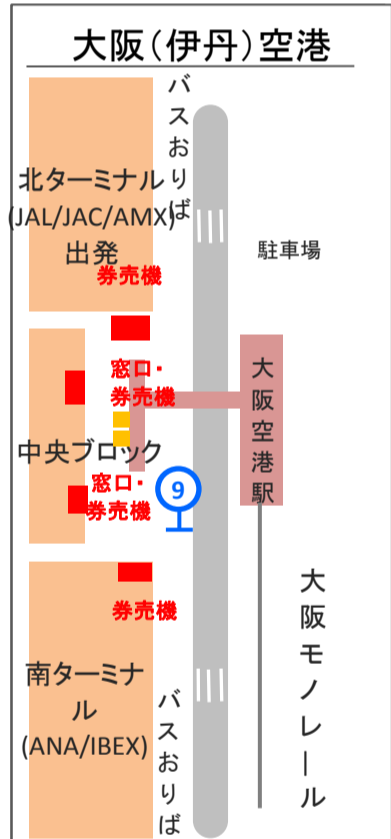 大阪（伊丹）空港
バスおりば
北ターミナル
(JAL/JAC/AMX)
出発
券売機
駐車場
窓口・
券売機
大阪空港駅
中央ブロック
窓口・
券売機
9
券売機
大阪モノレール
南ターミナ
ル
(ANA/IBEX)
バスおりば